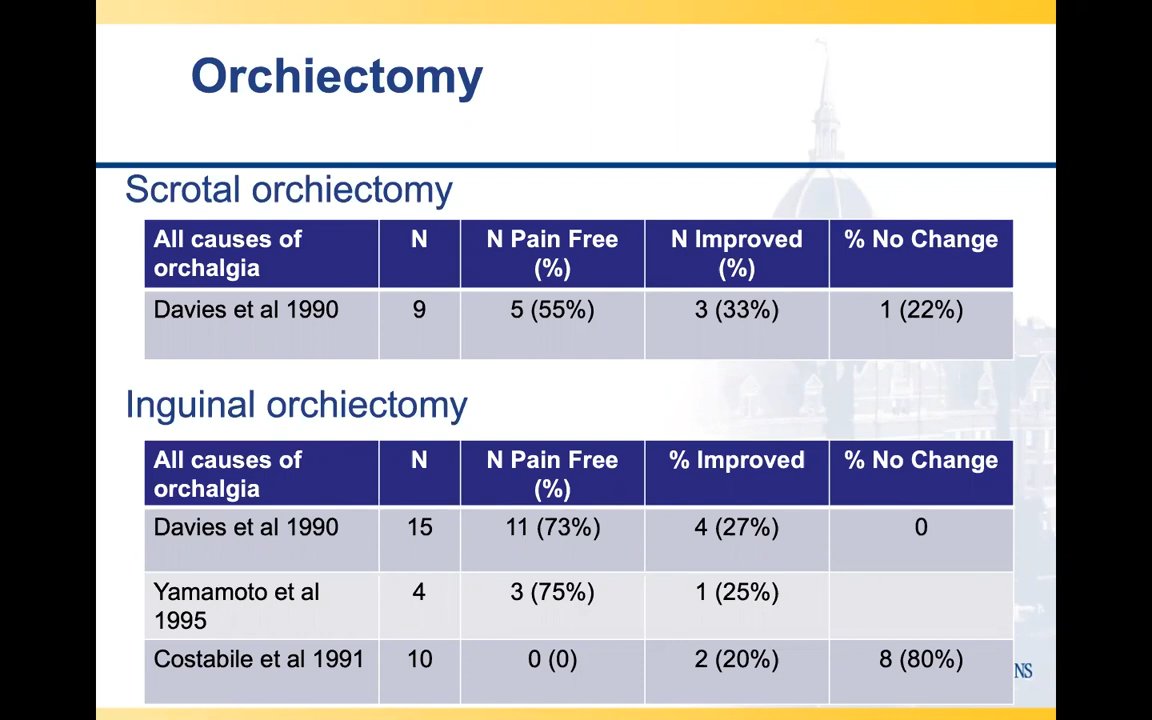 Orchiectomy
Scrotal orchiectomy
All causes of N N Pain Free N Improved % No Change
orchalgia (%) (%)
Davies et al 1990 9 5 (55%) 3 (33%) 1 (22%)
Inguinal orchiectomy
All causes of N N Pain Free % Improved % No Change
orchalgia (%)
Davies et al 1990 15 11 (73%) 4 (27%) 0
Yamamoto et al 4 3 (75%) 1 (25%)
1995
Costabile et al 1991 10 0 (0) 2 (20%) 8 (80%)
NS